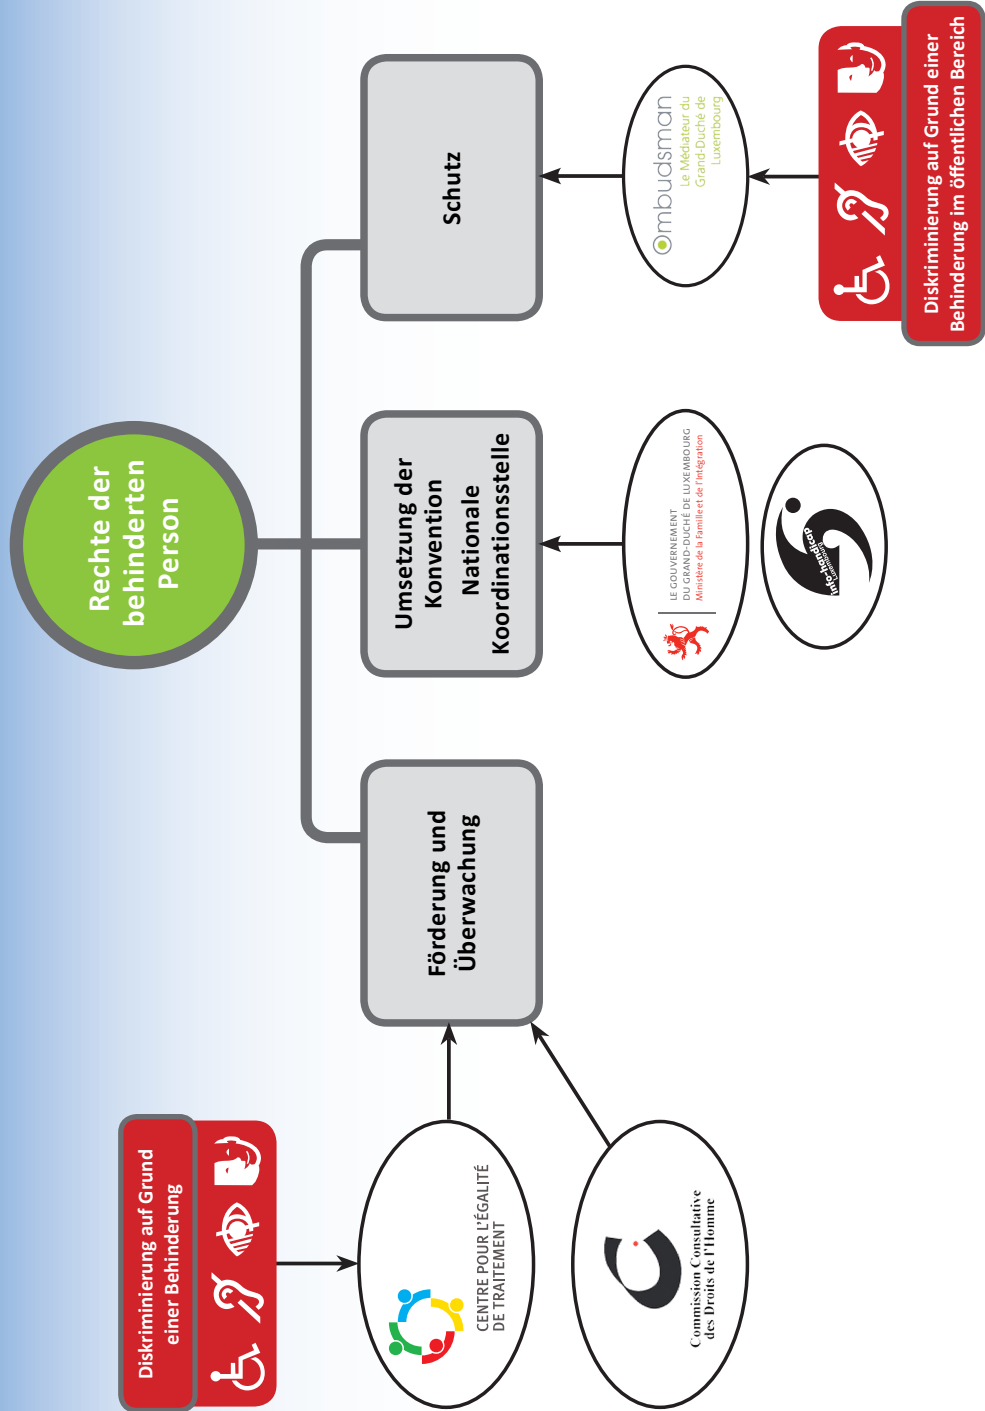 Rechte der
behinderten
Person
Diskriminierung auf Grund
einer Behinderung
Förderung und
Überwachung
Umsetzung der
Konvention
Nationale
Koordinationsstelle
Schutz
CENTRE POUR L'ÉGALITÉ
DE TRAITEMENT
Commission Consultative
des Droits de l'Homme
LE GOUVERNEMENT
DU GRAND-DUCHÉ DE LUXEMBOURG
Ministère de la Famille et de l'Intégration
info-handicap
Luxembourg
Ombudsman
Le Médiateur du
Grand-Duché de
Luxembourg
Diskriminierung auf Grund einer
Behinderung im öffentlichen Bereich